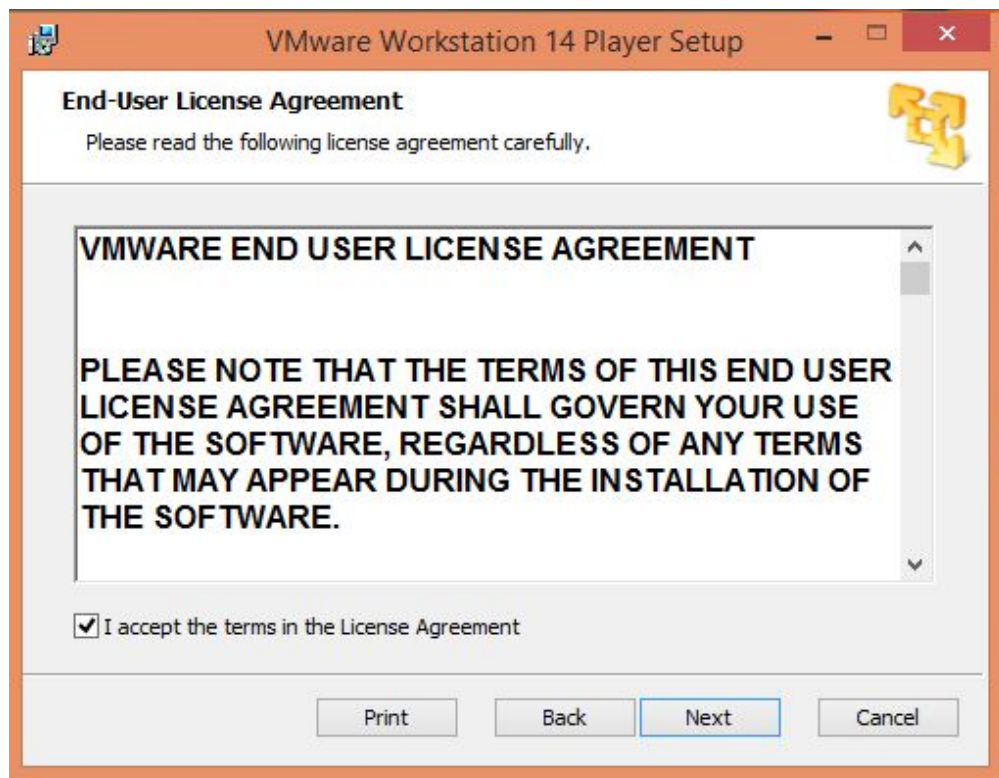 VMware Workstation 14 Player Setup
End-User License Agreement
Please read the following license agreement carefully.
VMWARE END USER LICENSE AGREEMENT
PLEASE NOTE THAT THE TERMS OF THIS END USER
LICENSE AGREEMENT SHALL GOVERN YOUR USE
OF THE SOFTWARE, REGARDLESS OF ANY TERMS
THAT MAY APPEAR DURING THE INSTALLATION OF
THE SOFTWARE.
I accept the terms in the License Agreement
Print Back Next Cancel